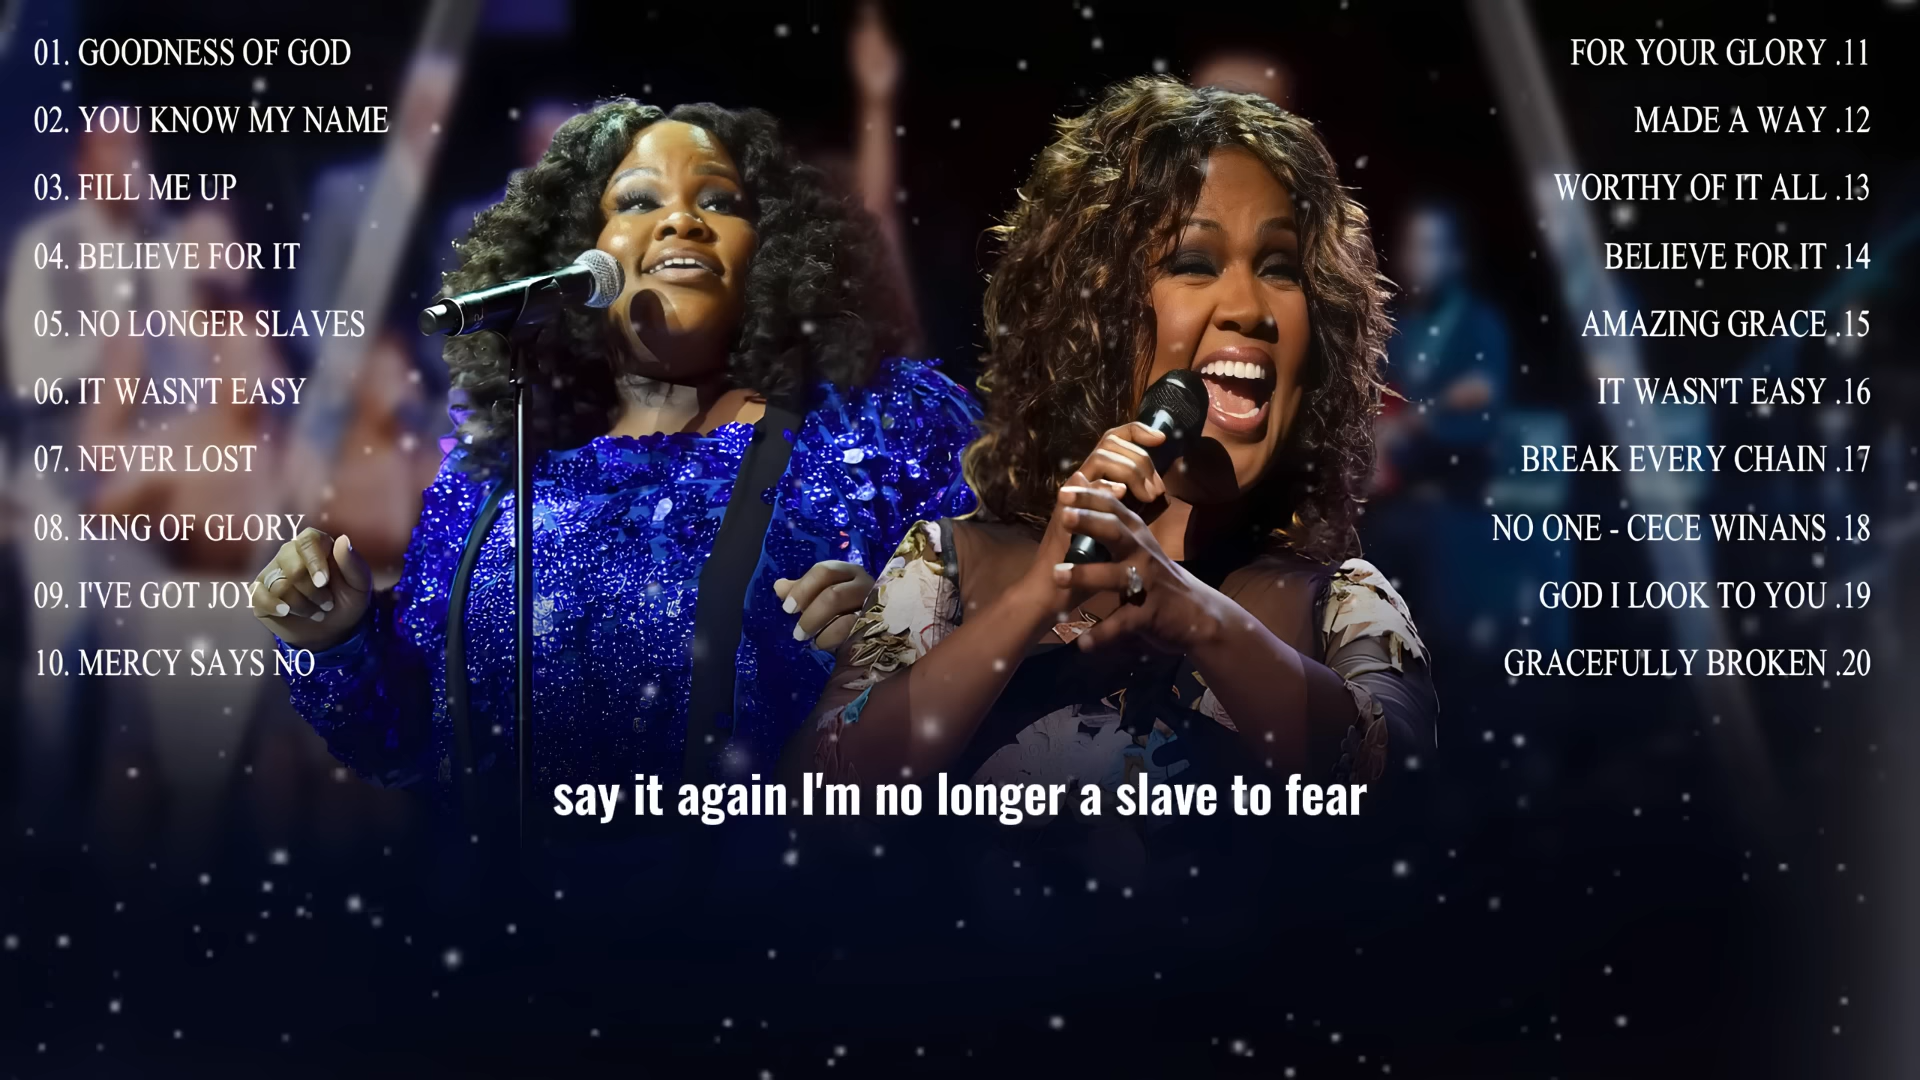 01. GOODNESS OF GOD
02. YOU KNOW MY NAME
03. FILL ME UP
04. BELIEVE FOR IT
05. NO LONGER SLAVES
06. IT WASN'T EASY
07. NEVER LOST
08. KING OF GLORY
09. I'VE GOT JOY
10. MERCY SAYS NO
FOR YOUR GLORY .11
MADE A WAY .12
WORTHY OF IT ALL .13
BELIEVE FOR IT .14
AMAZING GRACE .15
IT WASN'T EASY .16
BREAK EVERY CHAIN .17
NO ONE - CECE WINANS .18
GOD I LOOK TO YOU .19
GRACEFULLY BROKEN .20
say it again I'm no longer a slave to fear